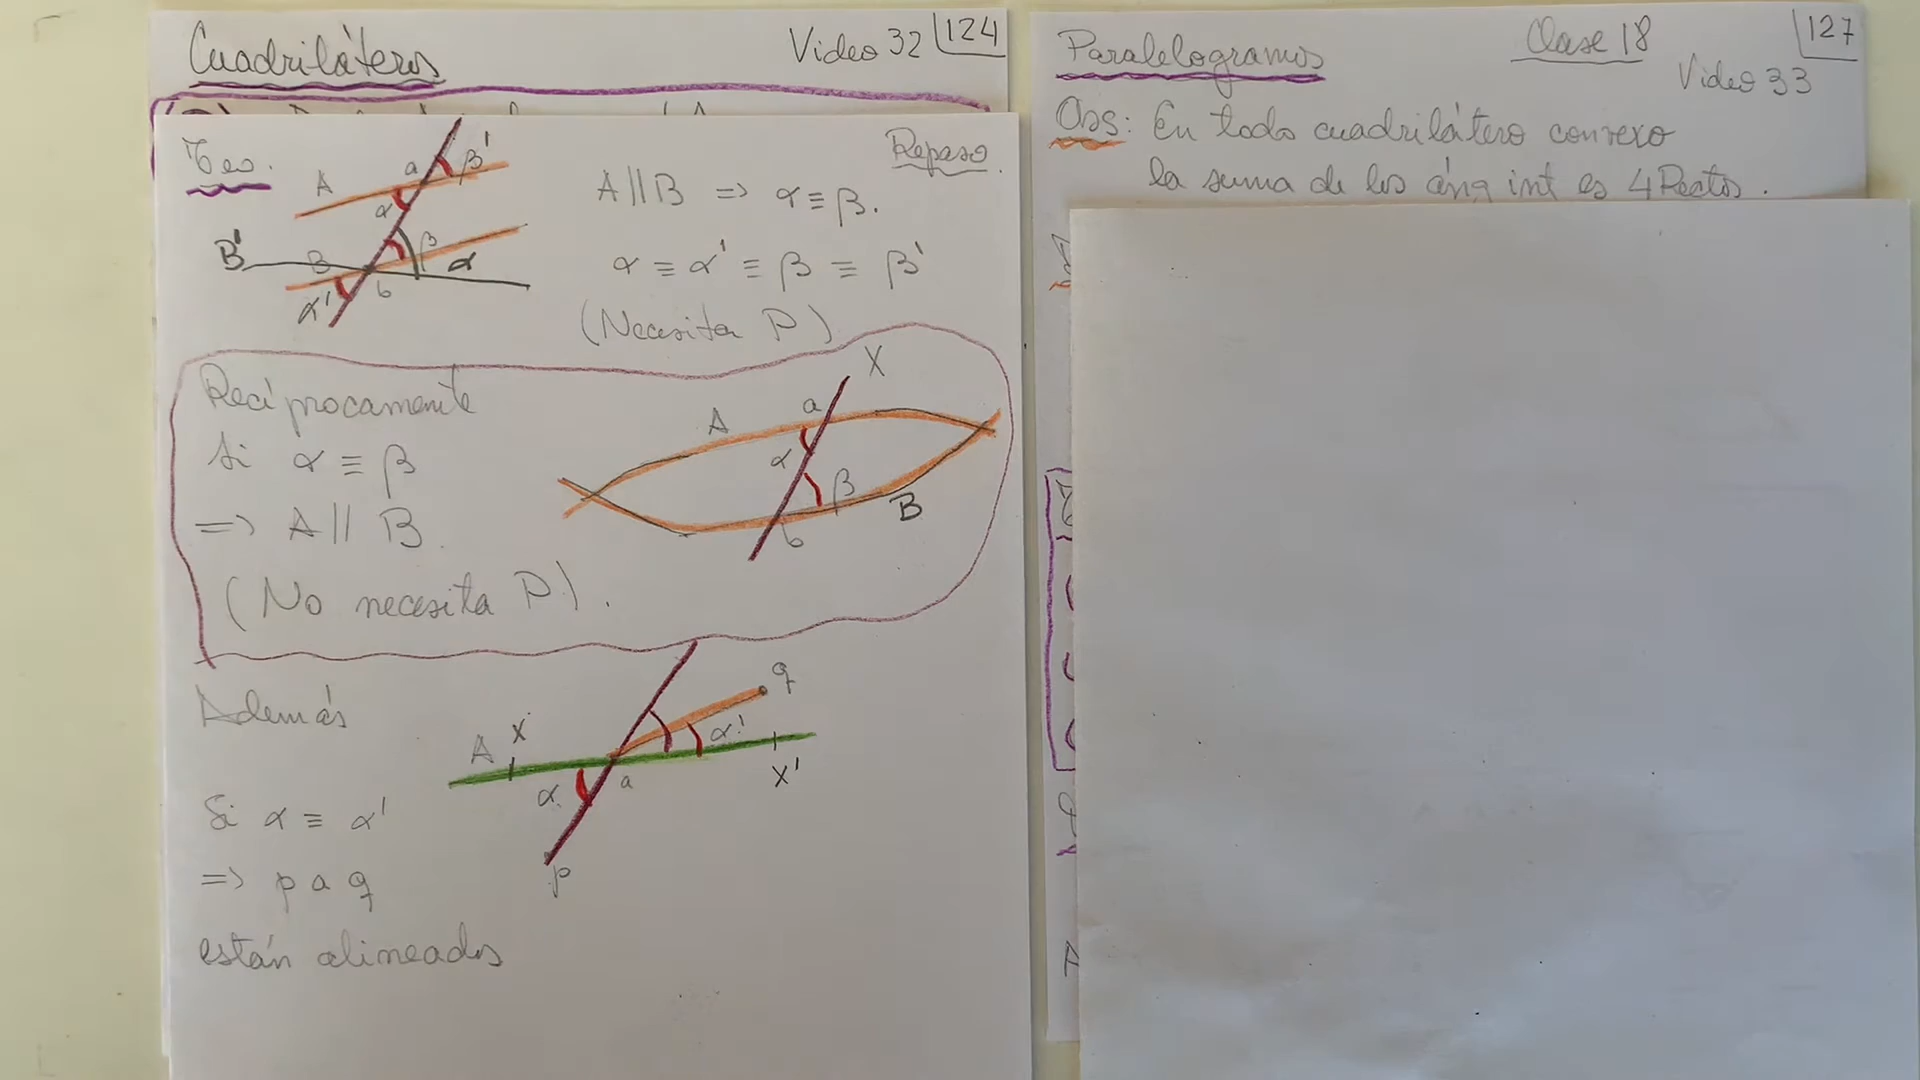 Cuadriláteros
Video 32
124
Teo.
Repaso.
A
a
β'
α
B'
B
β
α
α'
b
A || B => α ≡ β.
α ≡ α' ≡ β ≡ β'
(Necesita P)
Recíprocamente
Si α ≡ β
=> A || B.
(No necesita P).
X
a
A
α
β
B
b
Además
Si α ≡ α'
=> p a q
están alineados
q
X
A
α'
α
a
X'
p
Paralelogramos
Clase 18
127
Video 33
Obs: En todo cuadrilátero convexo
la suma de los áng int es 4 Rectos.